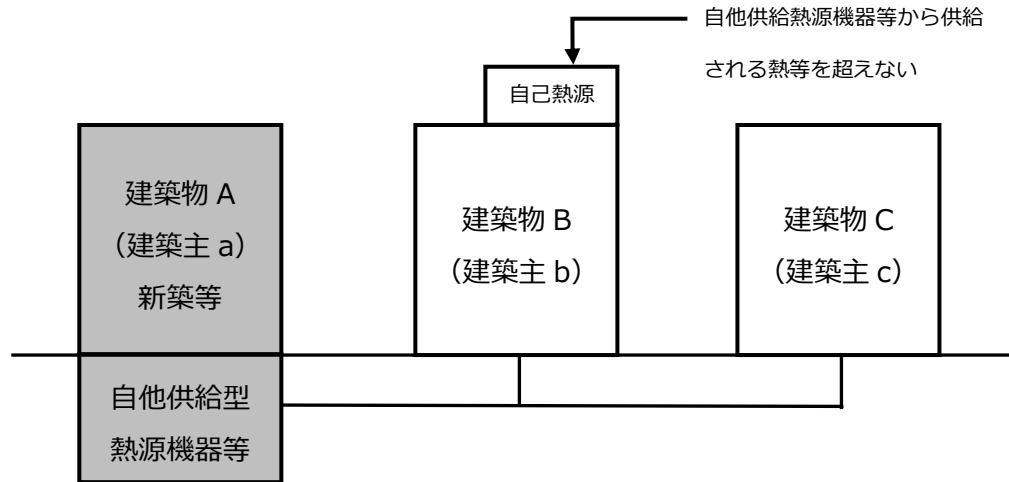 自他供給熱源機器等から供給
される熱等を超えない
自己熱源
建築物 A
（建築主 a）
新築等
建築物 B
（建築主 b）
建築物 C
（建築主 c）
自他供給型
熱源機器等